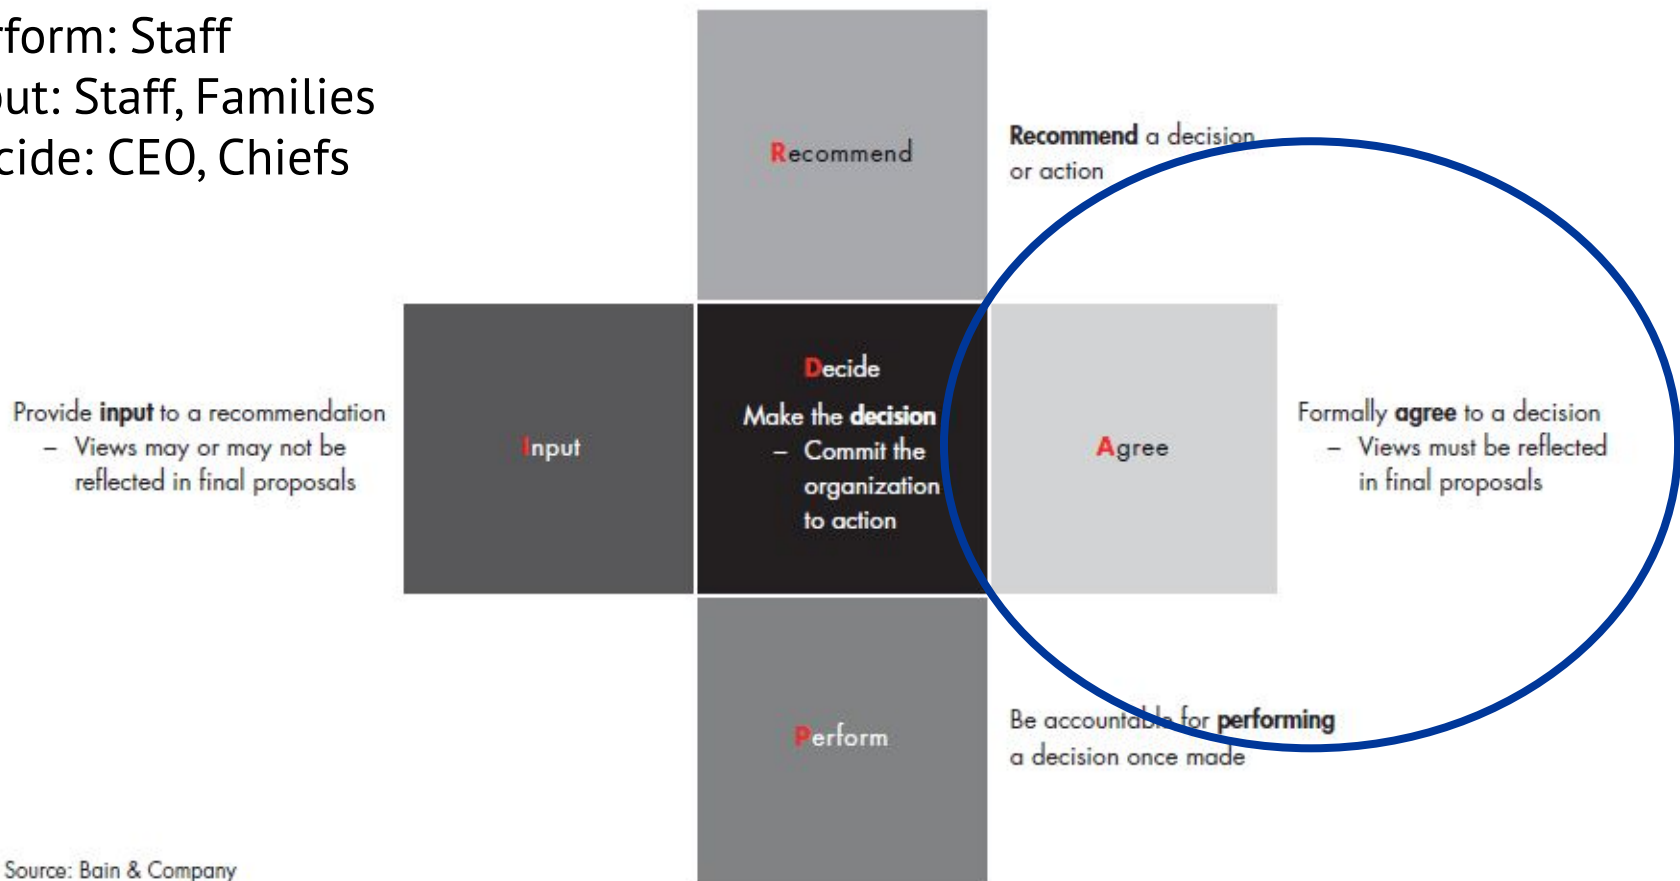 rform: Staff
out: Staff, Families
cide: CEO, Chiefs
Recommend
Recommend a decision
or action
Provide input to a recommendation
– Views may or may not be
reflected in final proposals
Input
Decide
Make the decision
– Commit the
organization
to action
Agree
Formally agree to a decision
– Views must be reflected
in final proposals
Perform
Be accountable for performing
a decision once made
Source: Bain & Company